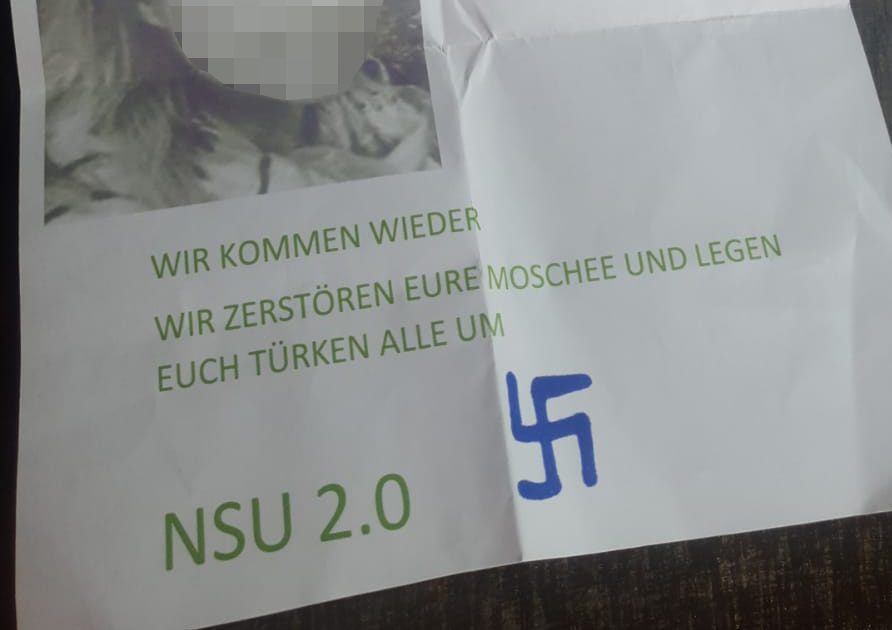 WIR KOMMEN WIEDER
WIR ZERSTÖREN EURE MOSCHEE UND LEGEN
EUCH TÜRKEN ALLE UM
NSU 2.0